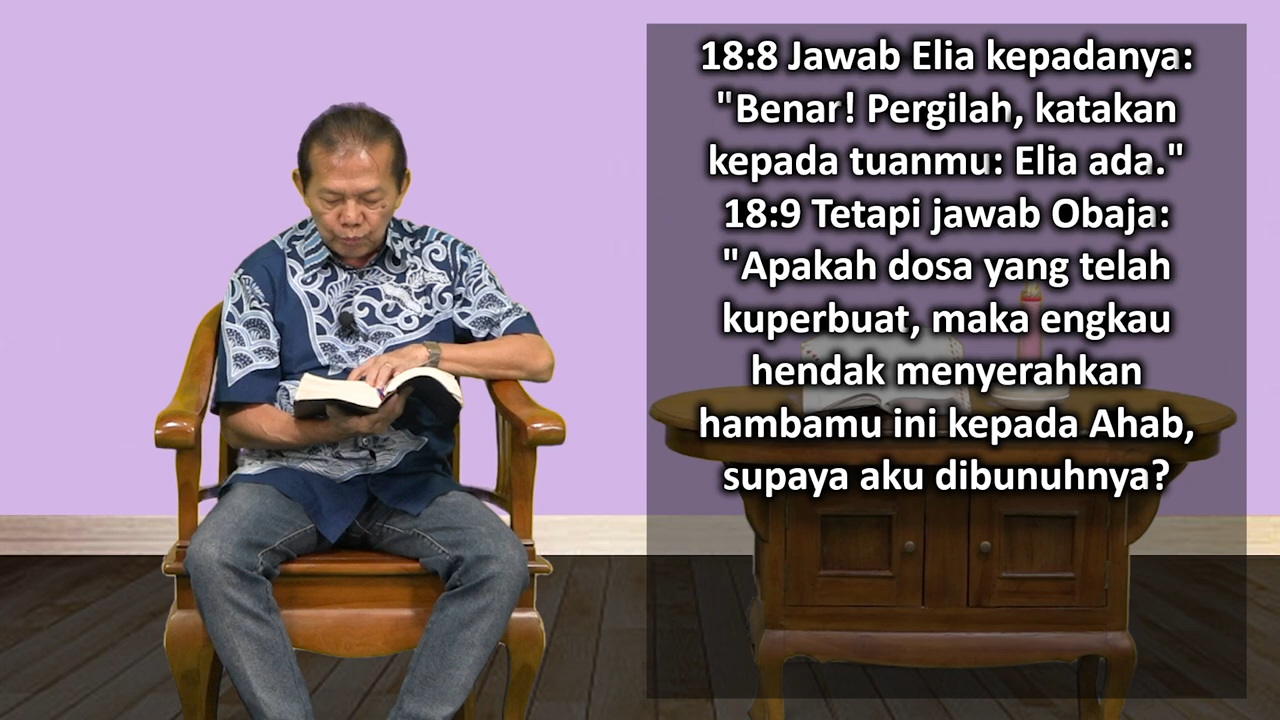 18:8 Jawab Elia kepadanya:
"Benar! Pergilah, katakan
kepada tuanmu: Elia ada."
18:9 Tetapi jawab Obaja:
"Apakah dosa yang telah
kuperbuat, maka engkau
hendak menyerahkan
hambamu ini kepada Ahab,
supaya aku dibunuhnya?